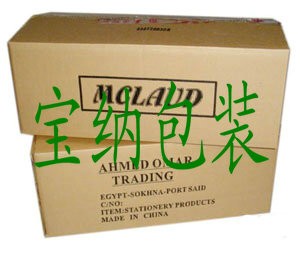 MCLAUD
宝纳包装
AHMED OMAR
TRADING
EGYPT-SOKHNA-PORT SAID
C/NO:
ITEM:STATIONERY PRODUCTS
MADE IN CHINA